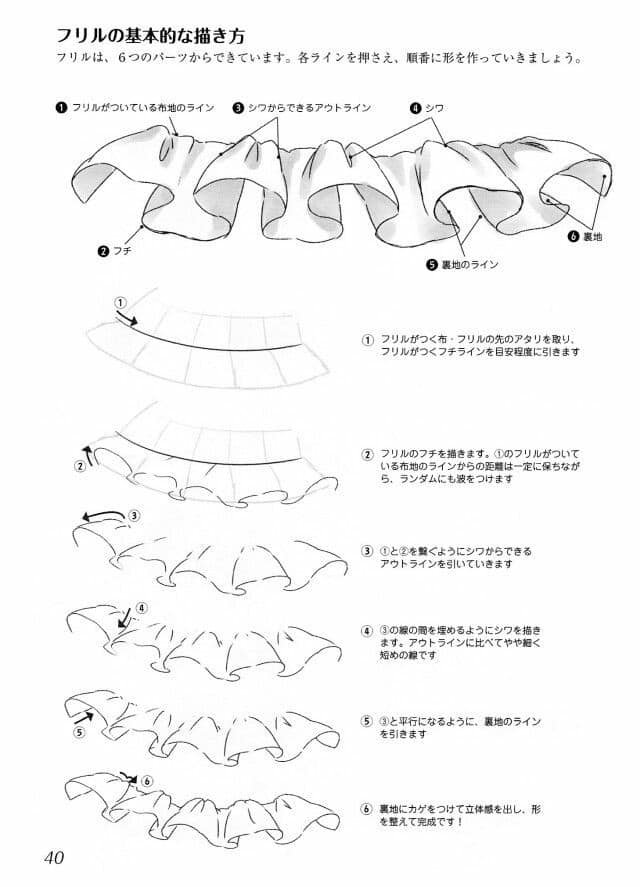 フリルの基本的な描き方
フリルは、６つのパーツからできています。各ラインを押さえ、順番に形を作っていきましょう。
❶ フリルがついている布地のライン
❸ シワからできるアウトライン
❹ シワ
❷ フチ
❺ 裏地のライン
❻ 裏地
①
① フリルがつく布・フリルの先のアタリを取り、
フリルがつくフチラインを目安程度に引きます
②
② フリルのフチを描きます。①のフリルがついて
いる布地のラインからの距離は一定に保ちなが
ら、ランダムにも波をつけます
③
③ ①と②を繋ぐようにシワからできる
アウトラインを引いていきます
④
④ ③の線の間を埋めるようにシワを描き
ます。アウトラインに比べてやや細く
短めの線です
⑤
⑤ ③と平行になるように、裏地のライン
を引きます
⑥
⑥ 裏地にカゲをつけて立体感を出し、形
を整えて完成です！
40